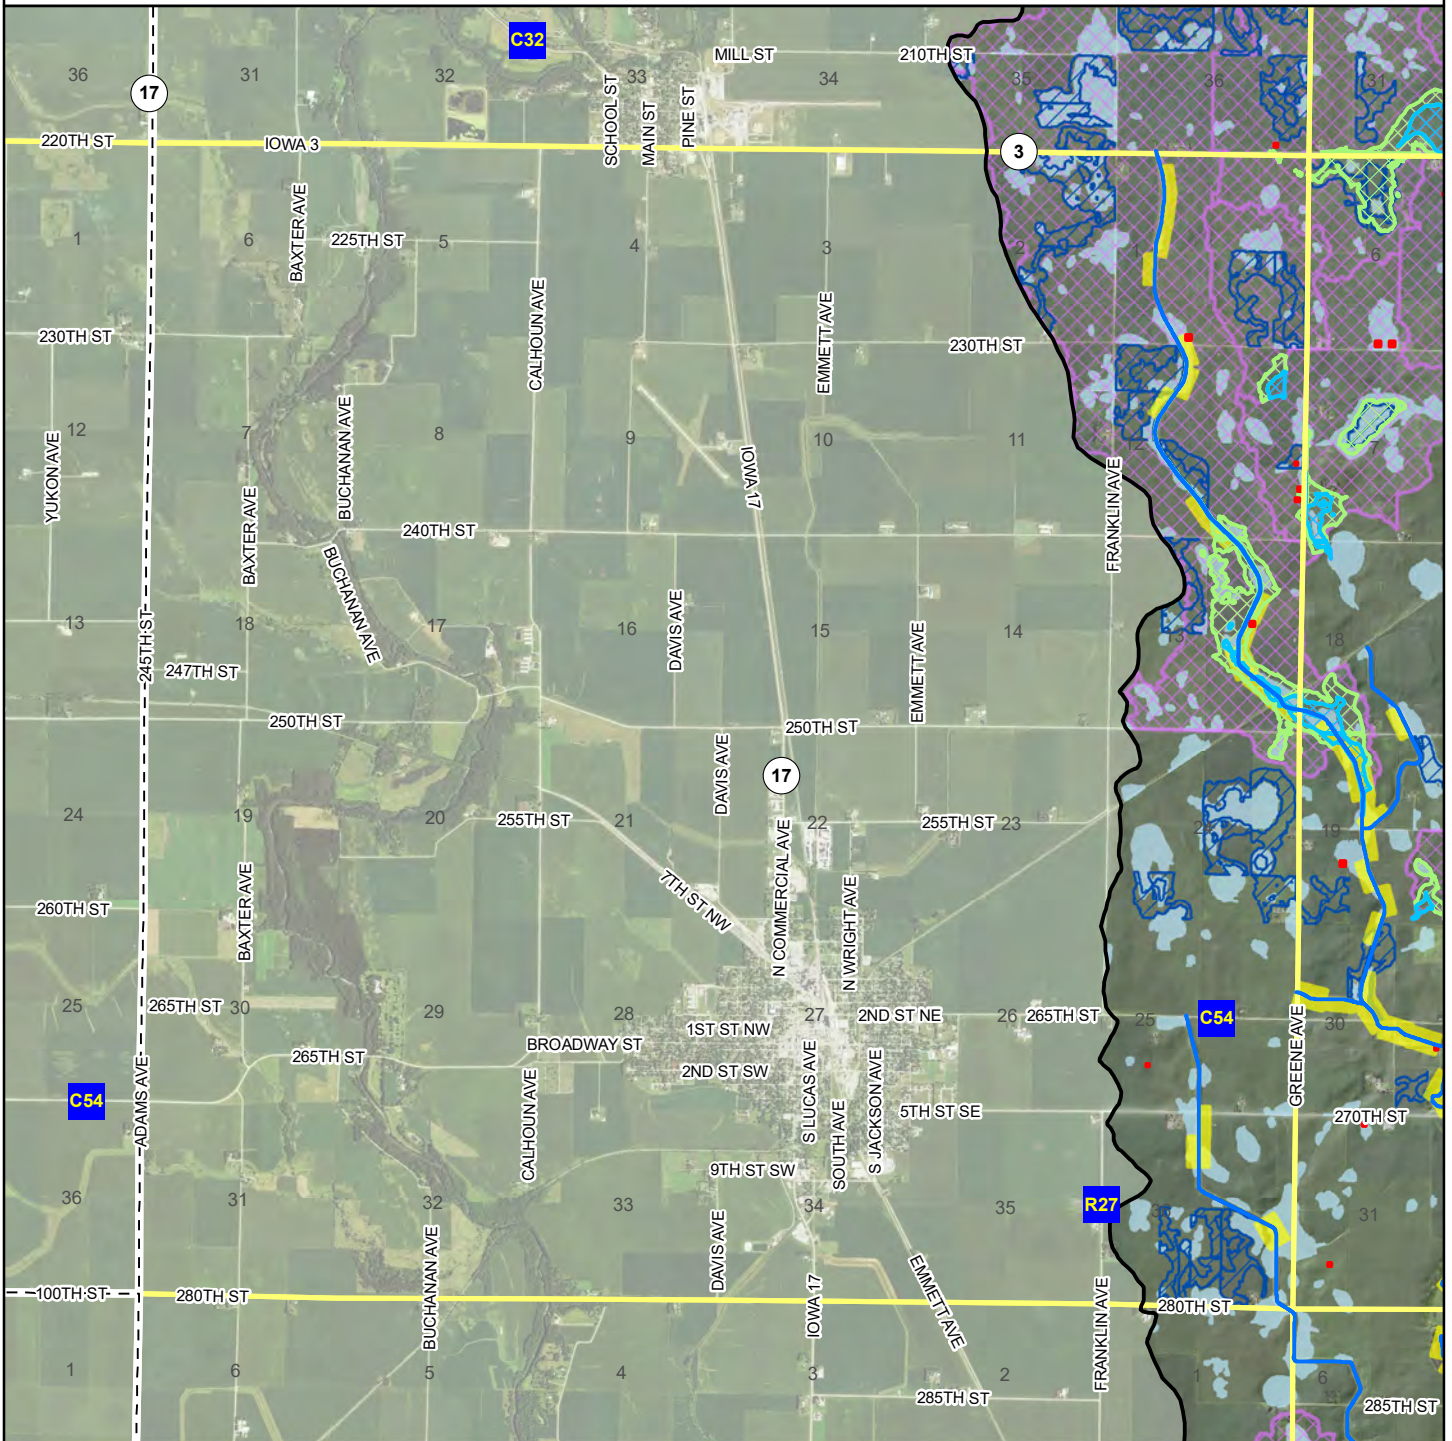 C32
MILL ST
210TH ST
36
31
32
33
34
35
36
31
17
SCHOOL ST
MAIN ST
PINE ST
220TH ST
IOWA 3
3
BAXTER AVE
1
6
225TH ST
5
4
3
2
1
6
CALHOUN AVE
EMMETT AVE
230TH ST
230TH ST
YUKON AVE
12
7
BUCHANAN AVE
8
9
10
11
12
7
IOWA 17
FRANKLIN AVE
BAXTER AVE
240TH ST
BUCHANAN AVE
13
245TH ST
18
17
16
DAVIS AVE
15
EMMETT AVE
14
13
18
247TH ST
250TH ST
250TH ST
DAVIS AVE
17
24
19
20
255TH ST
21
22
255TH ST
23
24
19
BAXTER AVE
7TH ST NW
N COMMERCIAL AVE
N WRIGHT AVE
260TH ST
25
265TH ST
30
29
28
1ST ST NW
27
2ND ST NE
26
265TH ST
25
C54
GREENE AVE
30
265TH ST
BROADWAY ST
2ND ST SW
S LUCAS AVE
S JACKSON AVE
C54
ADAMS AVE
CALHOUN AVE
SOUTH AVE
5TH ST SE
270TH ST
9TH ST SW
36
31
32
33
34
35
R27
31
DAVIS AVE
BUCHANAN AVE
IOWA 17
EMMETT AVE
FRANKLIN AVE
100TH ST
280TH ST
280TH ST
1
6
5
4
3
2
1
6
285TH ST
285TH ST